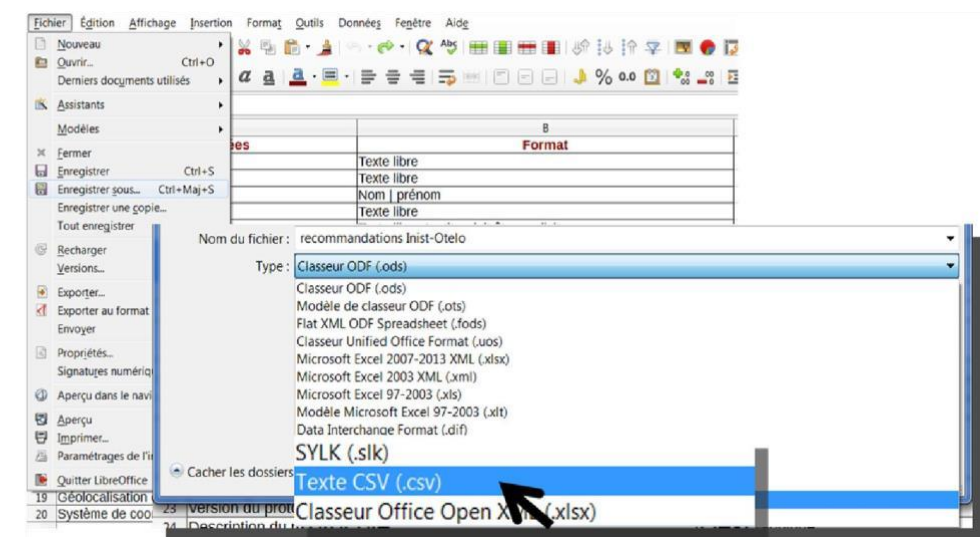 Fichier Édition Affichage Insertion Format Outils Données Fenêtre Aide
Nouveau
Ouvrir... Ctrl+O
Derniers documents utilisés
Assistants
Modèles
Fermer
Enregistrer Ctrl+S
Enregistrer sous... Ctrl+Maj+S
Enregistrer une copie...
Tout enregistrer
Recharger
Versions...
Exporter...
Exporter au format
Envoyer
Propriétés...
Signatures
Aperçu dans le
Aperçu
Imprimer...
Paramétrages de
Quitter LibreOffice
B
Format
Texte libre
Texte libre
Nom | prénom
Texte libre
Nom du fichier : recommandations Inist-Otelo
Type : Classeur ODF (.ods)
Classeur ODF (.ods)
Modèle de classeur ODF (.ots)
Flat XML ODF Spreadsheet (.fods)
Classeur Unified Office Format (.uos)
Microsoft Excel 2007-2013 XML (.xlsx)
Microsoft Excel 2003 XML (.xml)
Microsoft Excel 97-2003 (.xls)
Modèle Microsoft Excel 97-2003 (.xlt)
Data Interchange Format (.dif)
SYLK (.slk)
Texte CSV (.csv)
Classeur Office Open (.xlsx)
Cacher les dossiers
19 Géolocalisation
20 Système de
23 Version du
24 Description du